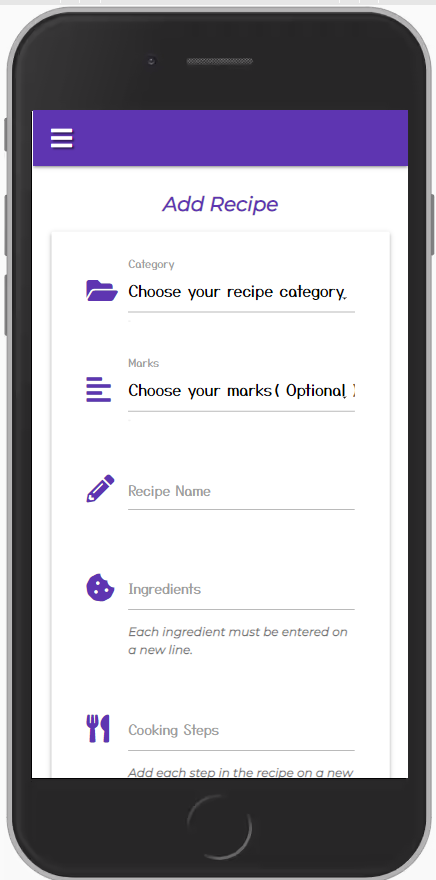 Add Recipe
Category
Choose your recipe category
Marks
Choose your marks( Optional )
Recipe Name
Ingredients
Each ingredient must be entered on
a new line.
Cooking Steps
Add each step in the recipe on a new